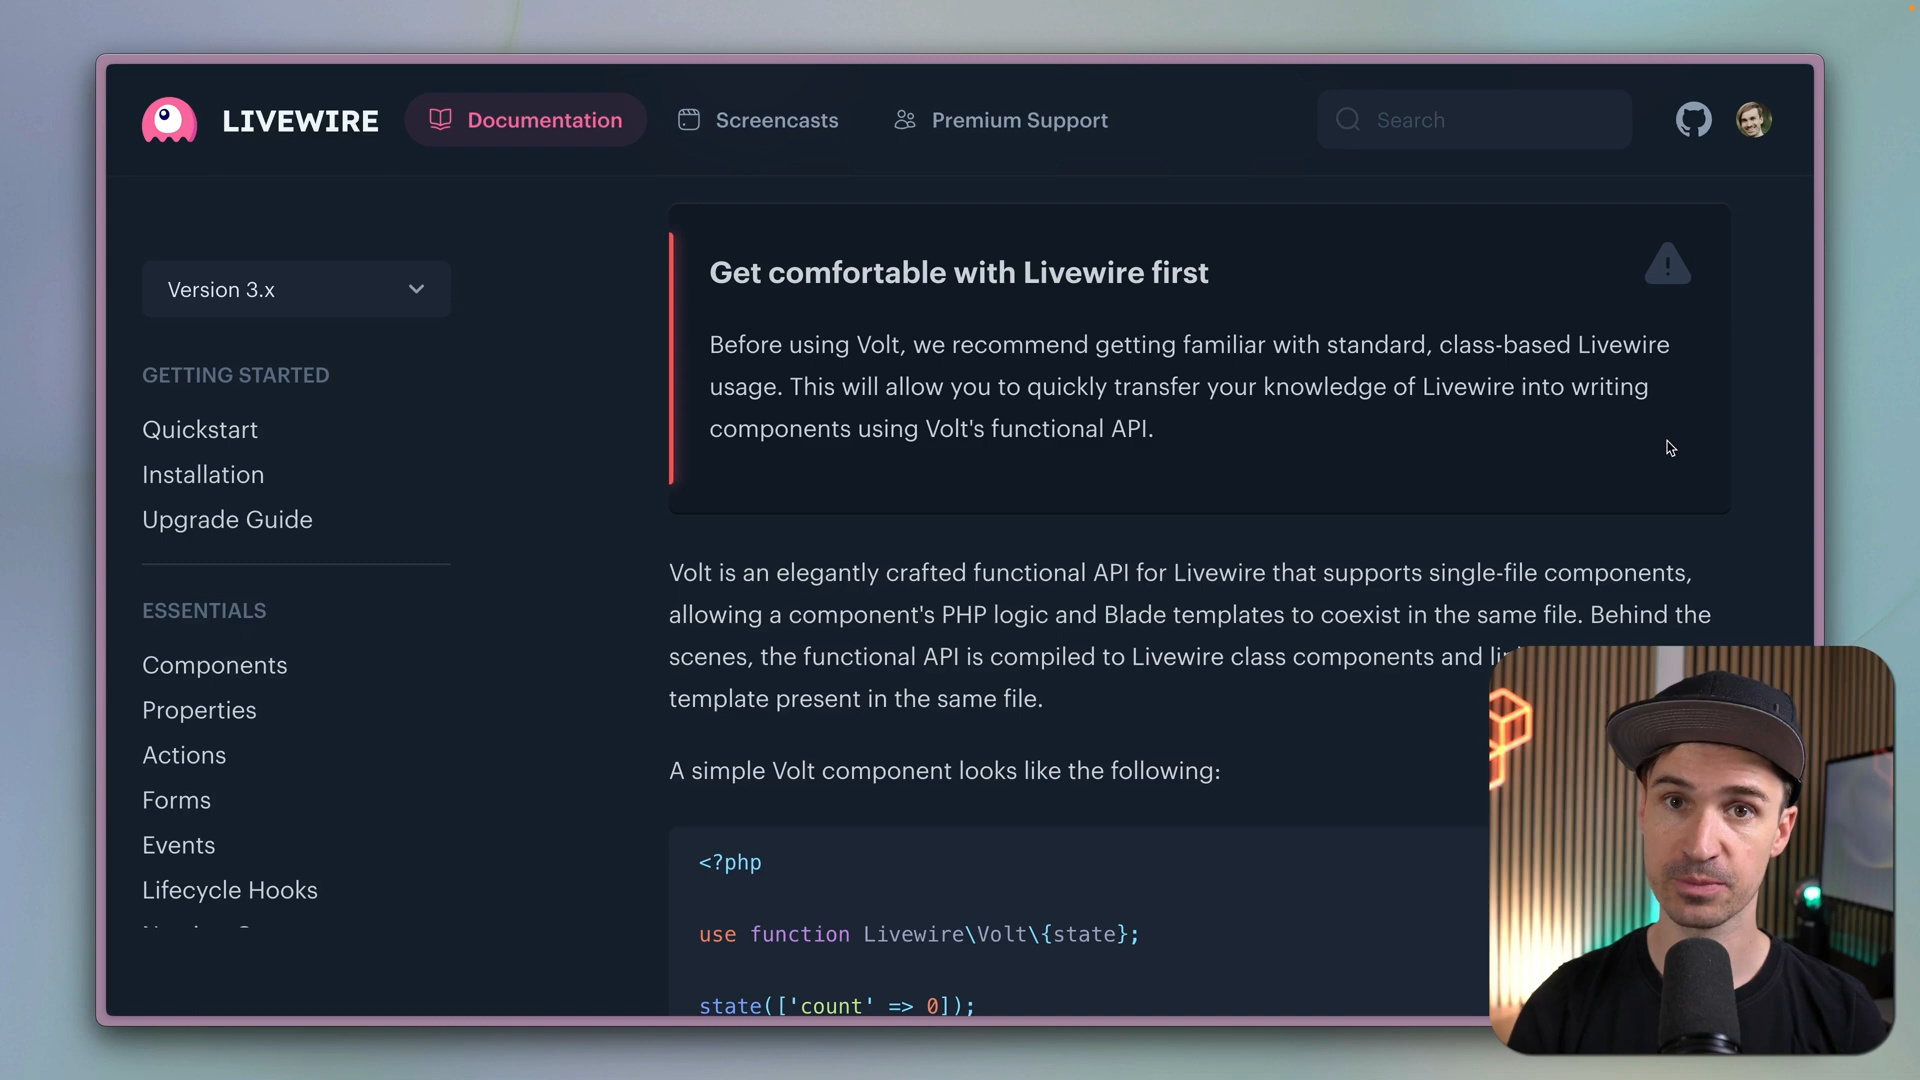 LIVEWIRE
Documentation
Screencasts
Premium Support
Search
Version 3.x
GETTING STARTED
Quickstart
Installation
Upgrade Guide
ESSENTIALS
Components
Properties
Actions
Forms
Events
Lifecycle Hooks
Get comfortable with Livewire first
Before using Volt, we recommend getting familiar with standard, class-based Livewire
usage. This will allow you to quickly transfer your knowledge of Livewire into writing
components using Volt's functional API.
Volt is an elegantly crafted functional API for Livewire that supports single-file components,
allowing a component's PHP logic and Blade templates to coexist in the same file. Behind the
scenes, the functional API is compiled to Livewire class components and
template present in the same file.
A simple Volt component looks like the following:
<?php
use function Livewire\Volt\{state};
state(['count' => 0]);